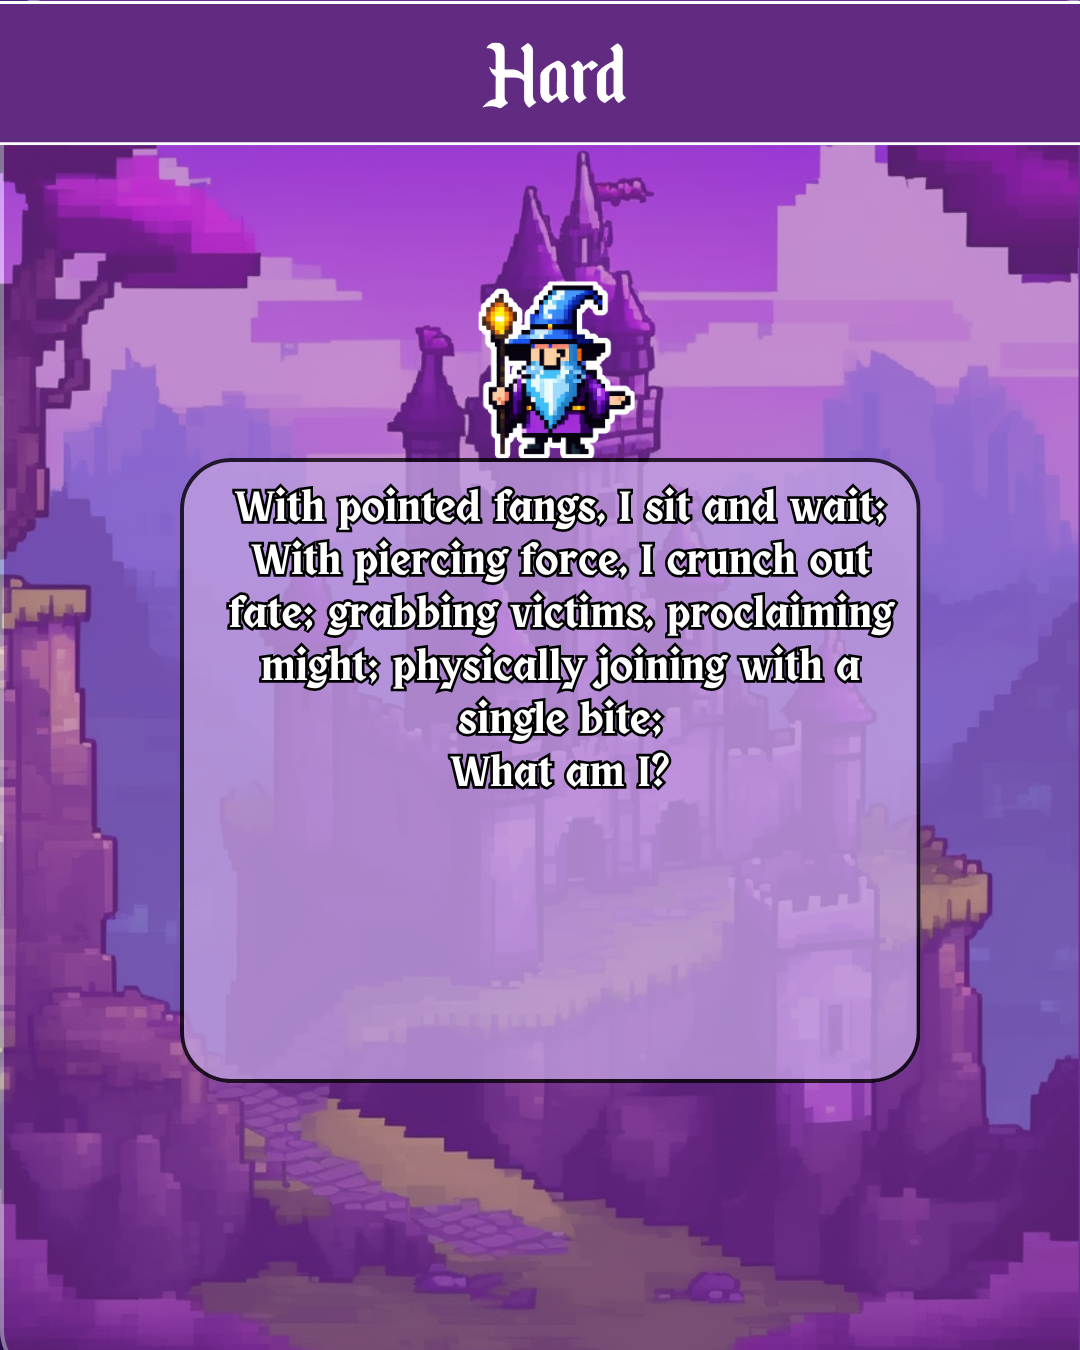 Hard
With pointed fangs, I sit and wait;
With piercing force, I crunch out
fate; grabbing victims, proclaiming
might; physically joining with a
single bite;
What am I?